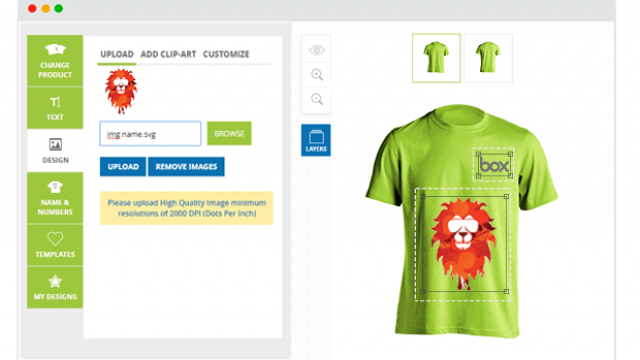 CHANGE
PRODUCT
TEXT
DESIGN
NAME &
NUMBERS
TEMPLATES
MY DESIGNS
UPLOAD ADD CLIP-ART CUSTOMIZE
img name.svg
BROWSE
UPLOAD REMOVE IMAGES
Please upload High Quality Image minimum
resolutions of 2000 DPI (Dots Per Inch)
LAYERS
box